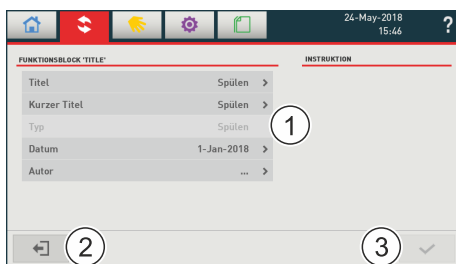 24-May-2018
15:46
?
FUNKTIONSBLOCK 'TITLE'
INSTRUKTION
Titel Spülen >
Kurzer Titel Spülen >
Typ Spülen
Datum 1-Jan-2018 >
Autor ... >
1
2
3